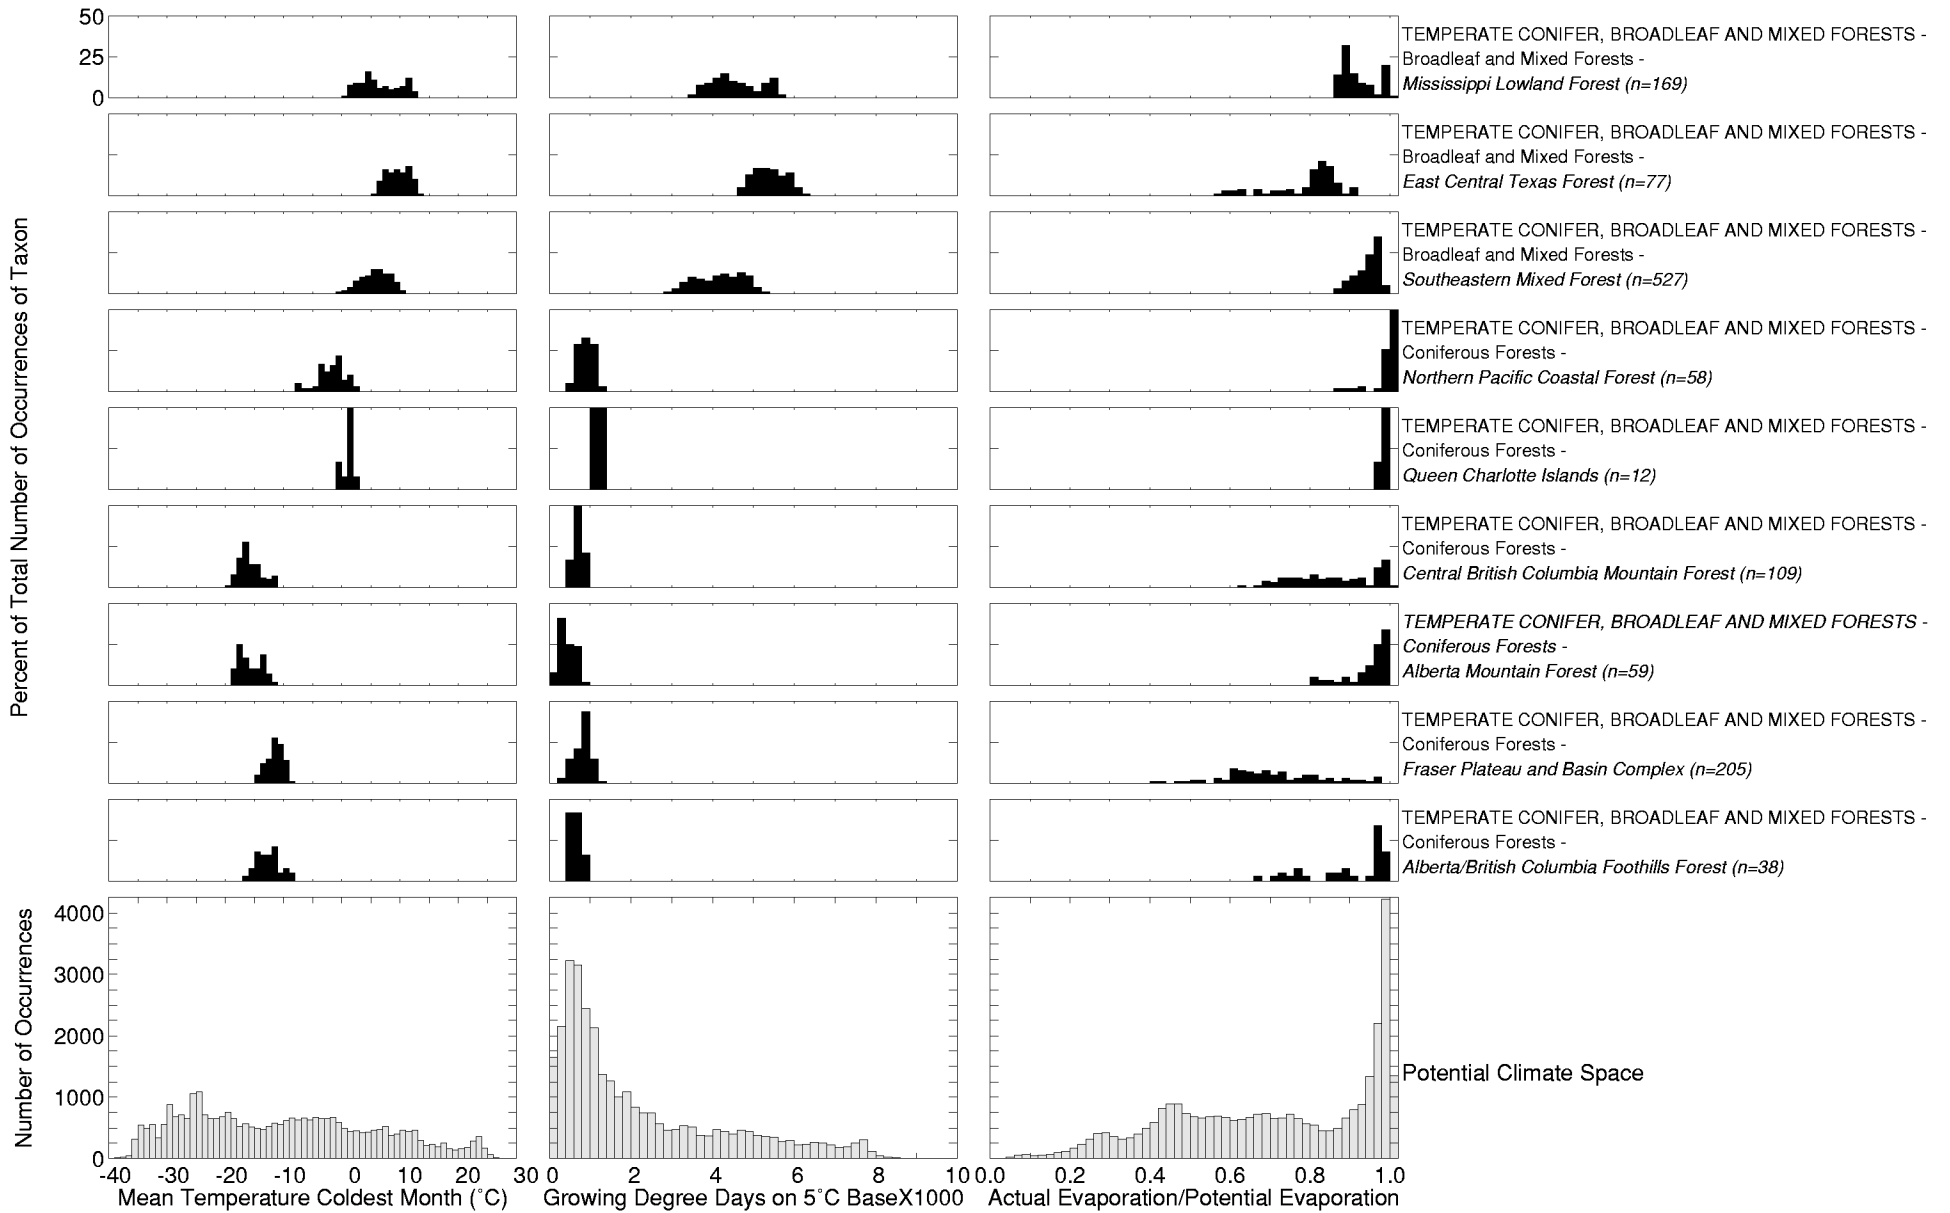 50
25
0
TEMPERATE CONIFER, BROADLEAF AND MIXED FORESTS -
Broadleaf and Mixed Forests -
Mississippi Lowland Forest (n=169)
TEMPERATE CONIFER, BROADLEAF AND MIXED FORESTS -
Broadleaf and Mixed Forests -
East Central Texas Forest (n=77)
TEMPERATE CONIFER, BROADLEAF AND MIXED FORESTS -
Broadleaf and Mixed Forests -
Southeastern Mixed Forest (n=527)
TEMPERATE CONIFER, BROADLEAF AND MIXED FORESTS -
Coniferous Forests -
Northern Pacific Coastal Forest (n=58)
TEMPERATE CONIFER, BROADLEAF AND MIXED FORESTS -
Coniferous Forests -
Queen Charlotte Islands (n=12)
TEMPERATE CONIFER, BROADLEAF AND MIXED FORESTS -
Coniferous Forests -
Central British Columbia Mountain Forest (n=109)
TEMPERATE CONIFER, BROADLEAF AND MIXED FORESTS -
Coniferous Forests -
Alberta Mountain Forest (n=59)
TEMPERATE CONIFER, BROADLEAF AND MIXED FORESTS -
Coniferous Forests -
Fraser Plateau and Basin Complex (n=205)
TEMPERATE CONIFER, BROADLEAF AND MIXED FORESTS -
Coniferous Forests -
Alberta/British Columbia Foothills Forest (n=38)
Percent of Total Number of Occurrences of Taxon
Number of Occurrences
4000
3000
2000
1000
0
Potential Climate Space
-40 -30 -20 -10 0 10 20 30
0 2 4 6 8 10
0.0 0.2 0.4 0.6 0.8 1.0
Mean Temperature Coldest Month (˚C)
Growing Degree Days on 5˚C BaseX1000
Actual Evaporation/Potential Evaporation